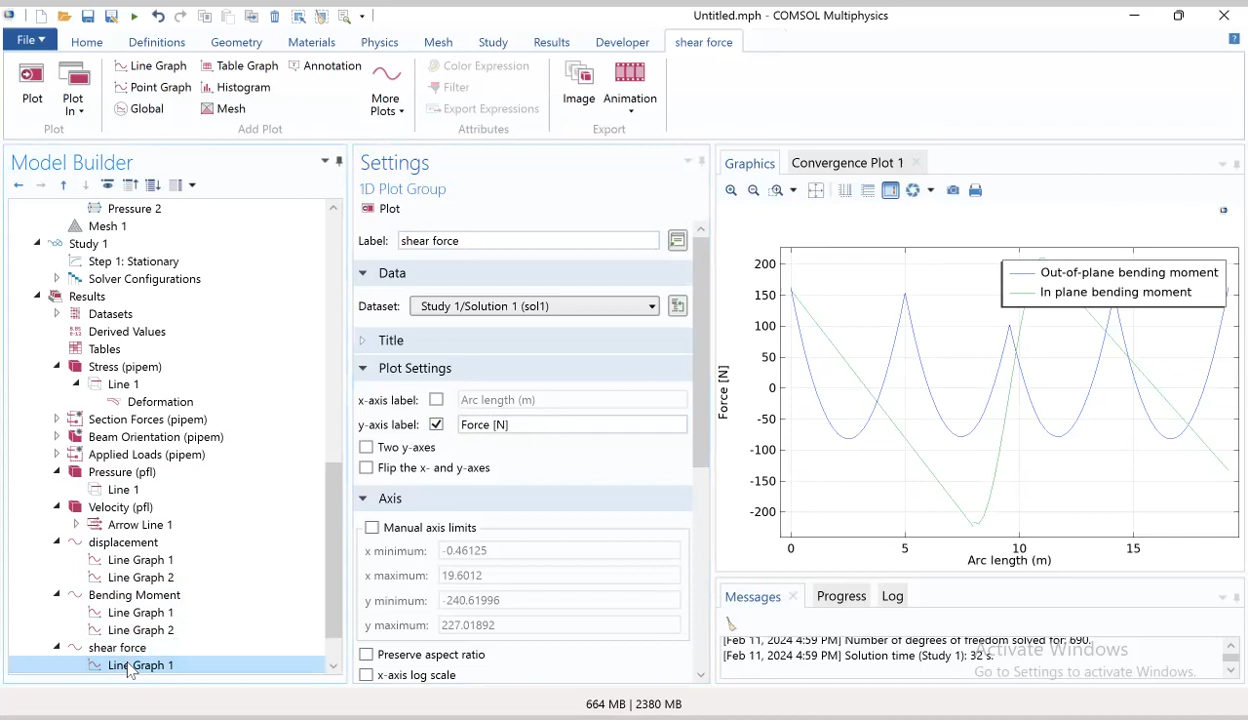 Untitled.mph - COMSOL Multiphysics
File
Home
Definitions
Geometry
Materials
Physics
Mesh
Study
Results
Developer
shear force
Plot
Plot
In
Plot
Line Graph
Table Graph
Annotation
Point Graph
Histogram
Global
Mesh
More
Plots
Add Plot
Color Expression
Filter
Export Expressions
Attributes
Image
Animation
Export
Model Builder
Pressure 2
Mesh 1
Study 1
Step 1: Stationary
Solver Configurations
Results
Datasets
Derived Values
Tables
Stress (pipem)
Line 1
Deformation
Section Forces (pipem)
Beam Orientation (pipem)
Applied Loads (pipem)
Pressure (pfl)
Line 1
Velocity (pfl)
Arrow Line 1
displacement
Line Graph 1
Line Graph 2
Bending Moment
Line Graph 1
Line Graph 2
shear force
Line Graph 1
Settings
1D Plot Group
Plot
Label: shear force
Data
Dataset: Study 1/Solution 1 (sol1)
Title
Plot Settings
x-axis label: Arc length (m)
y-axis label: Force [N]
Two y-axes
Flip the x- and y-axes
Axis
Manual axis limits
x minimum: -0.46125
x maximum: 19.6012
y minimum: -240.61996
y maximum: 227.01892
Preserve aspect ratio
x-axis log scale
Graphics
Convergence Plot 1
Out-of-plane bending moment
In plane bending moment
200
150
100
50
0
-50
-100
-150
-200
Force [N]
0 5 10 15
Arc length (m)
Messages
Progress
Log
[Feb 11, 2024 4:59 PM] Number of degrees of freedom solved for: 690.
[Feb 11, 2024 4:59 PM] Solution time (Study 1): 32 s.
Activate Windows
Go to Settings to activate Windows.
664 MB | 2380 MB